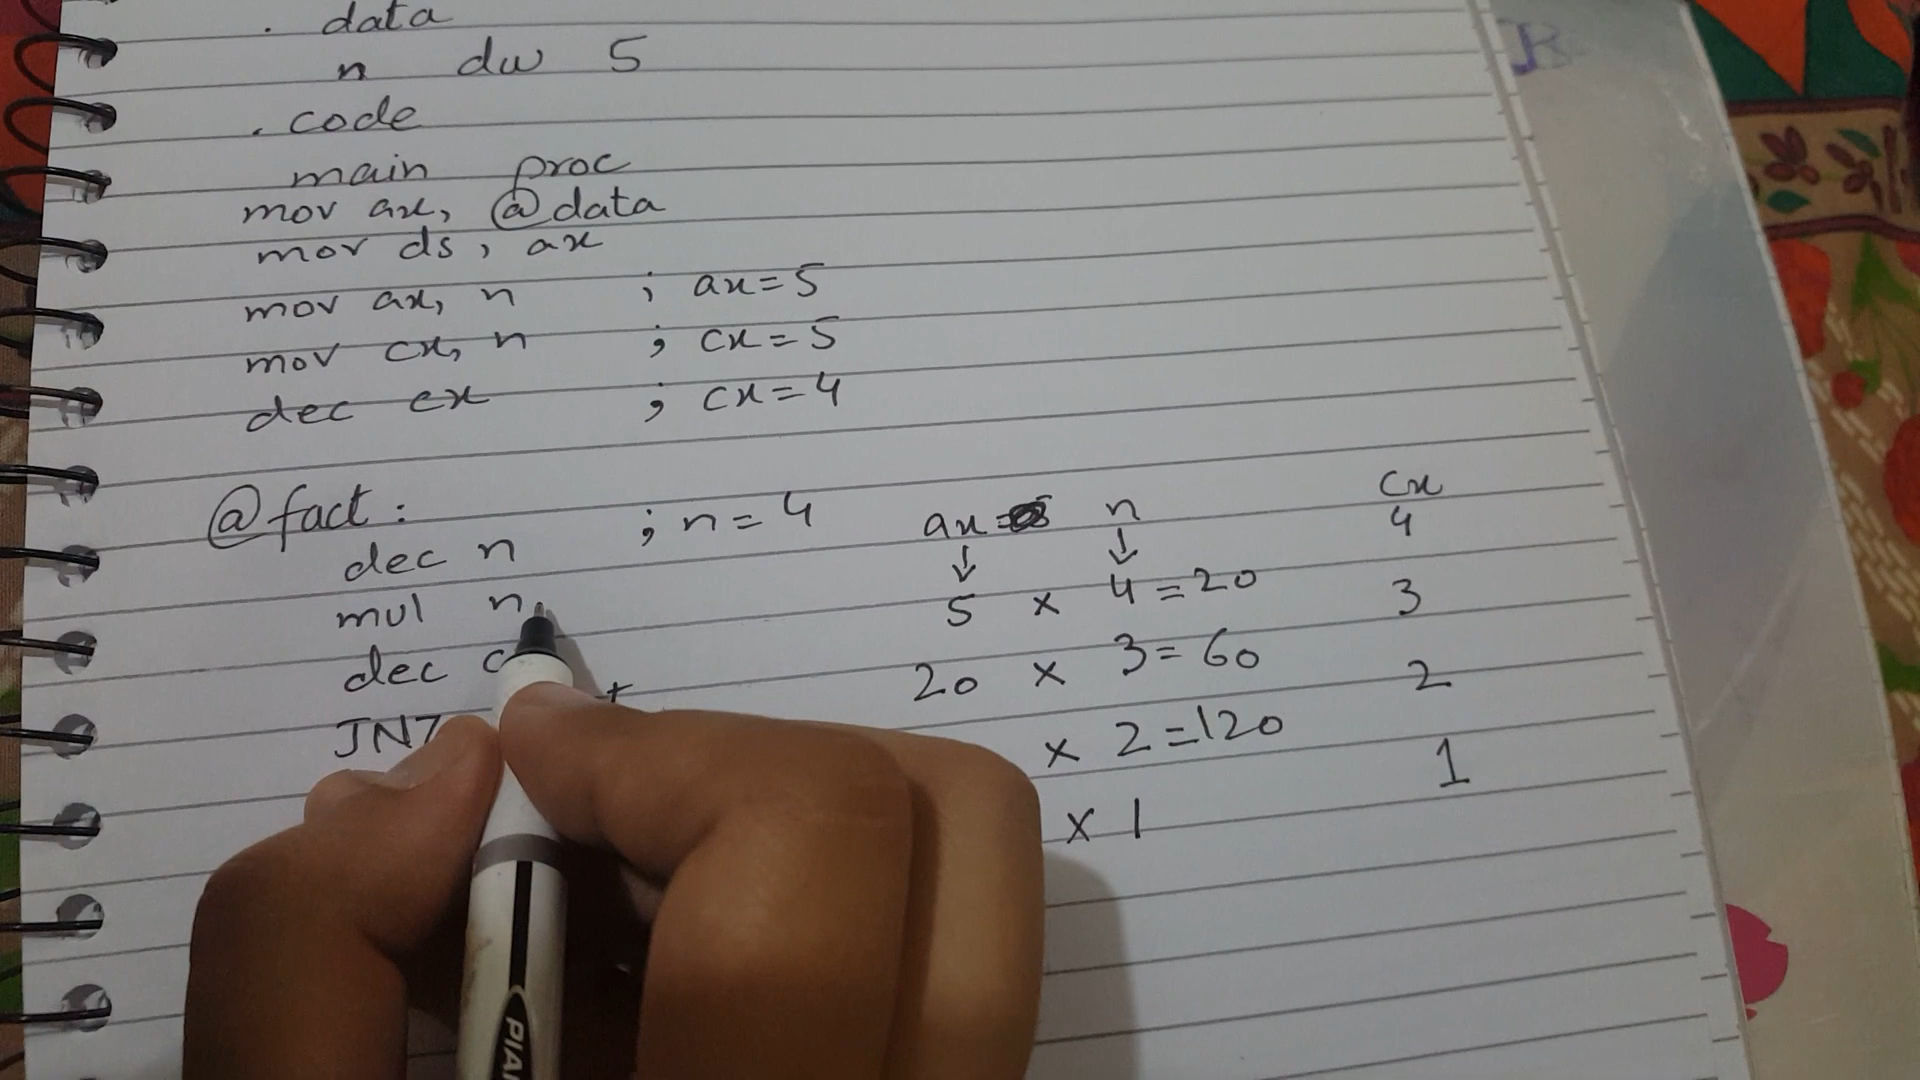 . data
n dw 5
. code
main proc
mov ax, @data
mov ds, ax
mov ax, n ; ax=5
mov cx, n ; cx=5
dec cx ; cx=4
@fact: ; n=4
dec n
mul n
dec
JNZ
ax n cx
↓ ↓ 4
5 x 4=20 3
20 x 3=60 2
x 2=120 1
x 1